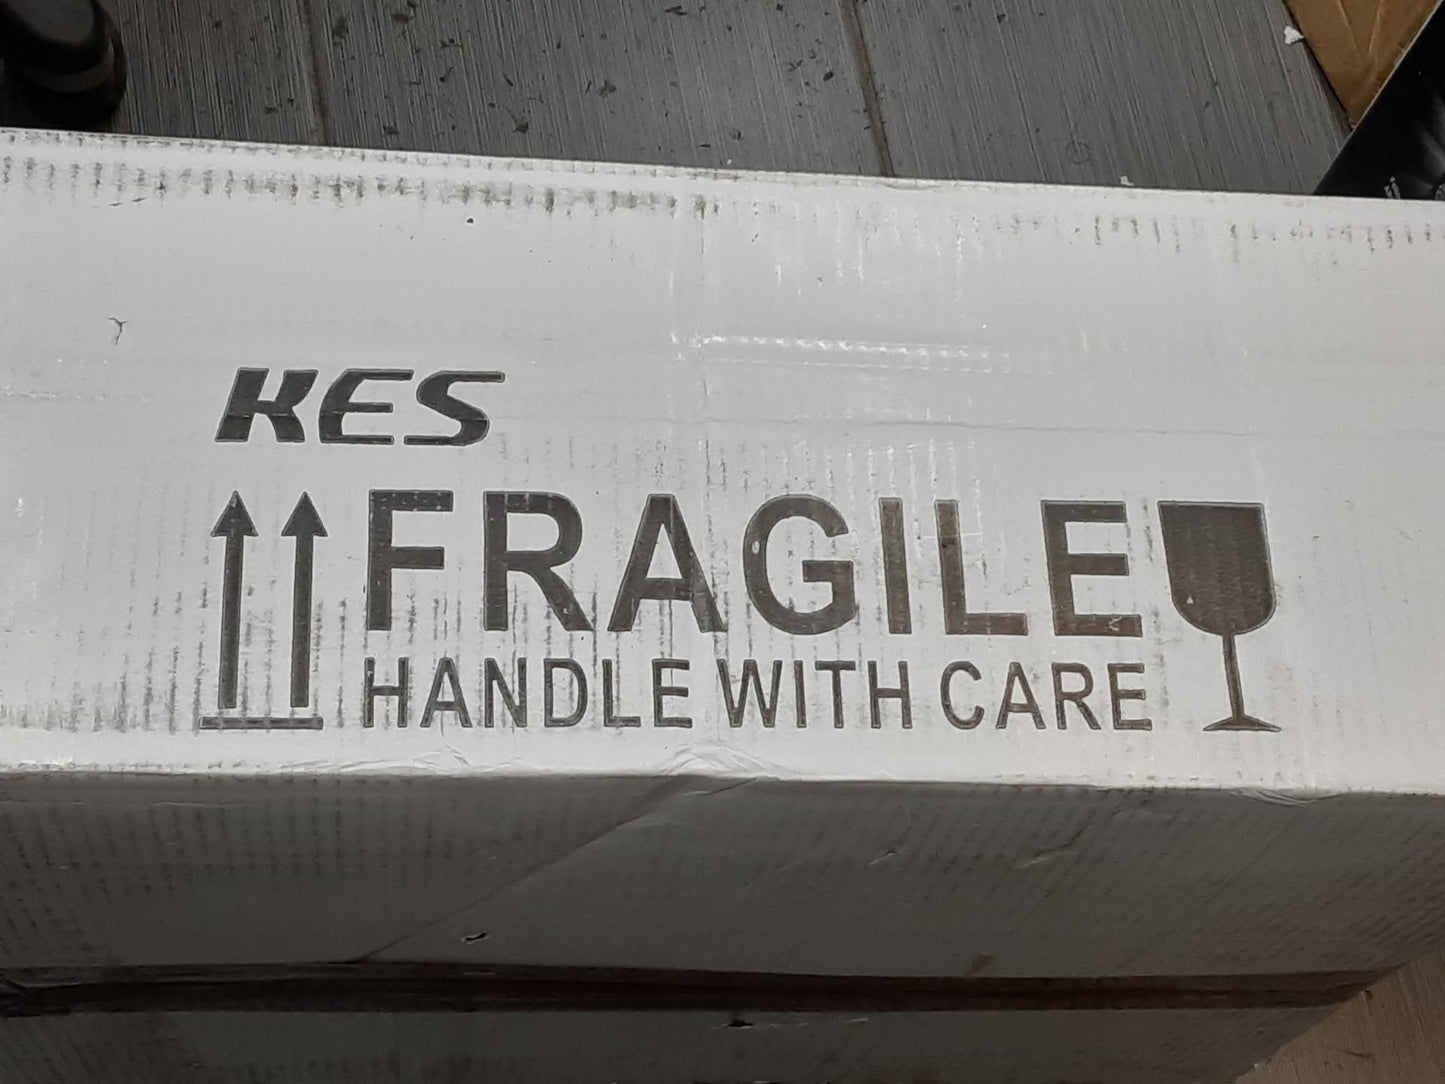 KES
FRAGILE
HANDLE WITH CARE